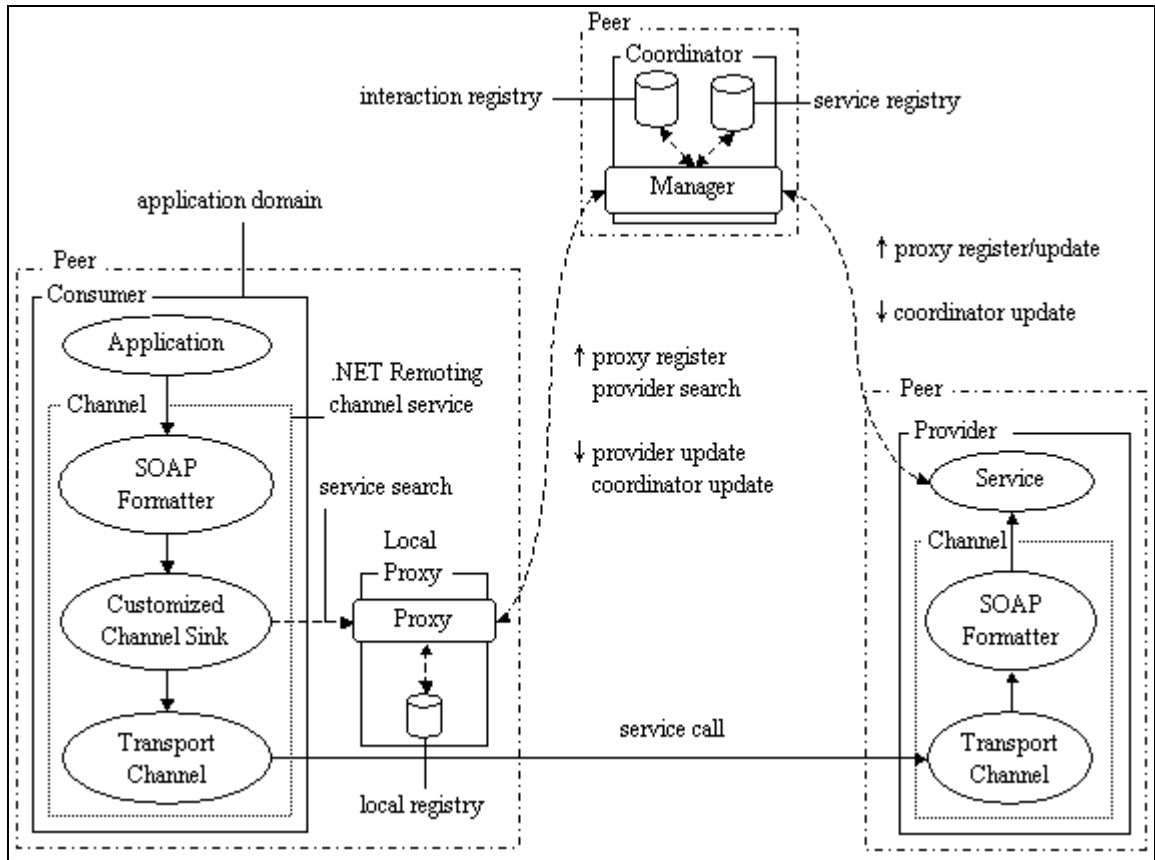 Peer
Coordinator
interaction registry
service registry
Manager
application domain
↑ proxy register/update
↓ coordinator update
Peer
Consumer
Application
.NET Remoting
channel service
Channel
SOAP
Formatter
service search
Customized
Channel Sink
Transport
Channel
↑ proxy register
provider search
↓ provider update
coordinator update
Local
Proxy
Proxy
local registry
service call
Peer
Provider
Service
Channel
SOAP
Formatter
Transport
Channel